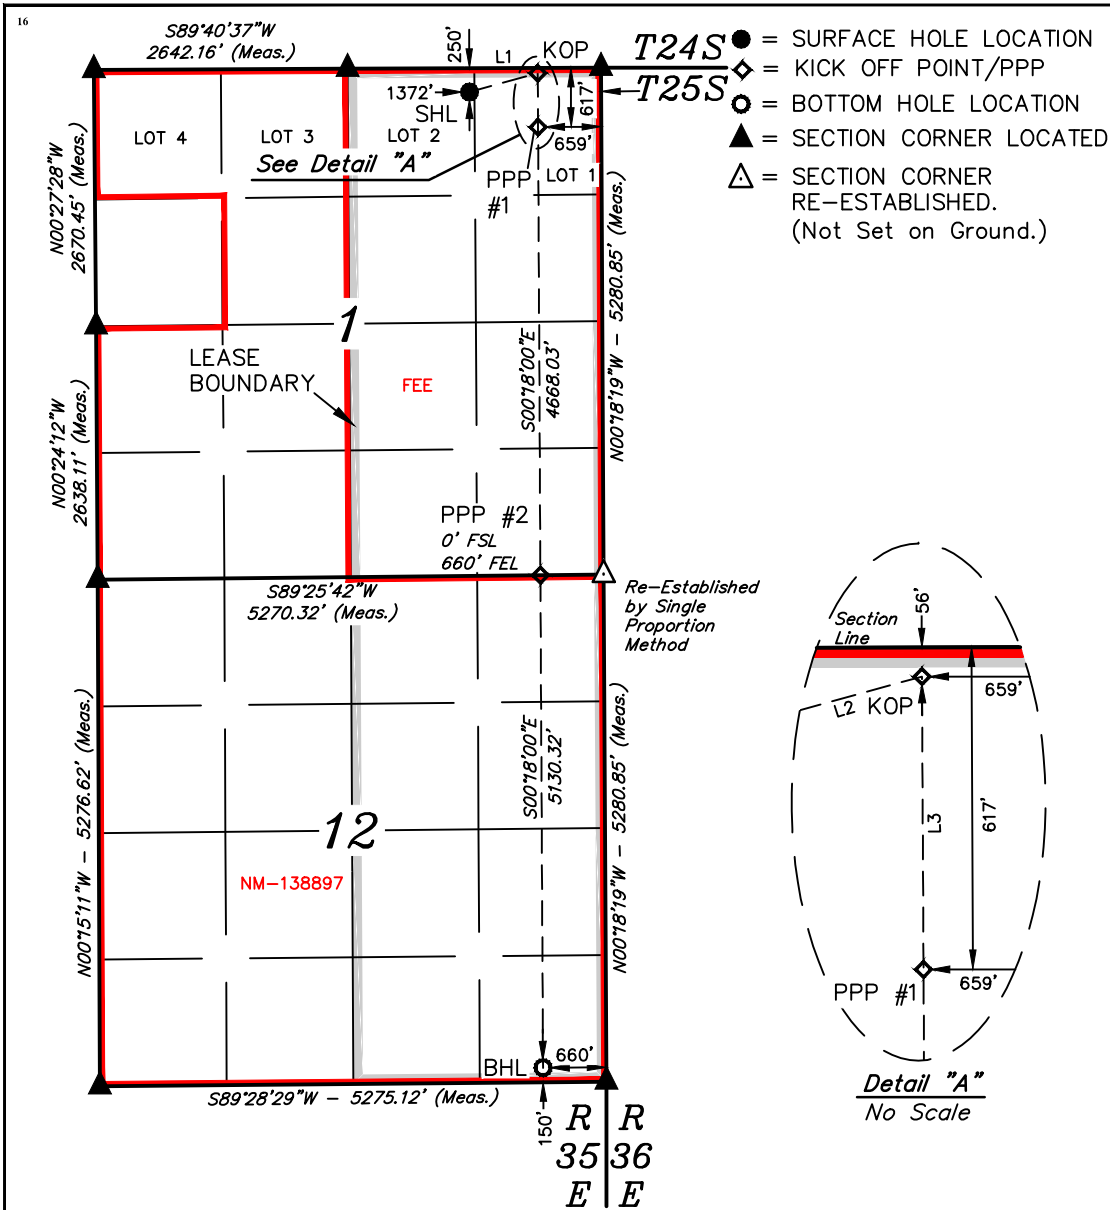 16
S89°40'37"W
2642.16' (Meas.)
250'
L1
KOP
T24S
T25S
1372'
SHL
617'
659'
LOT 4
LOT 3
LOT 2
LOT 1
See Detail "A"
PPP
#1
N00°27'28"W
2670.45' (Meas.)
N00°18'19"W - 5280.85' (Meas.)
1
LEASE
BOUNDARY
FEE
S00°18'00"E
4668.03'
N00°24'12"W
2638.11' (Meas.)
PPP #2
0' FSL
660' FEL
S89°25'42"W
5270.32' (Meas.)
Re-Established
by Single
Proportion
Method
N00°15'11"W - 5276.62' (Meas.)
S00°18'00"E
5130.32'
N00°18'19"W - 5280.85' (Meas.)
12
NM-138897
BHL
660'
S89°28'29"W - 5275.12' (Meas.)
150'
R R
35 36
E E
= SURFACE HOLE LOCATION
= KICK OFF POINT/PPP
= BOTTOM HOLE LOCATION
= SECTION CORNER LOCATED
= SECTION CORNER
RE-ESTABLISHED.
(Not Set on Ground.)
56'
Section
Line
659'
L2
KOP
L3
617'
PPP #1
659'
Detail "A"
No Scale